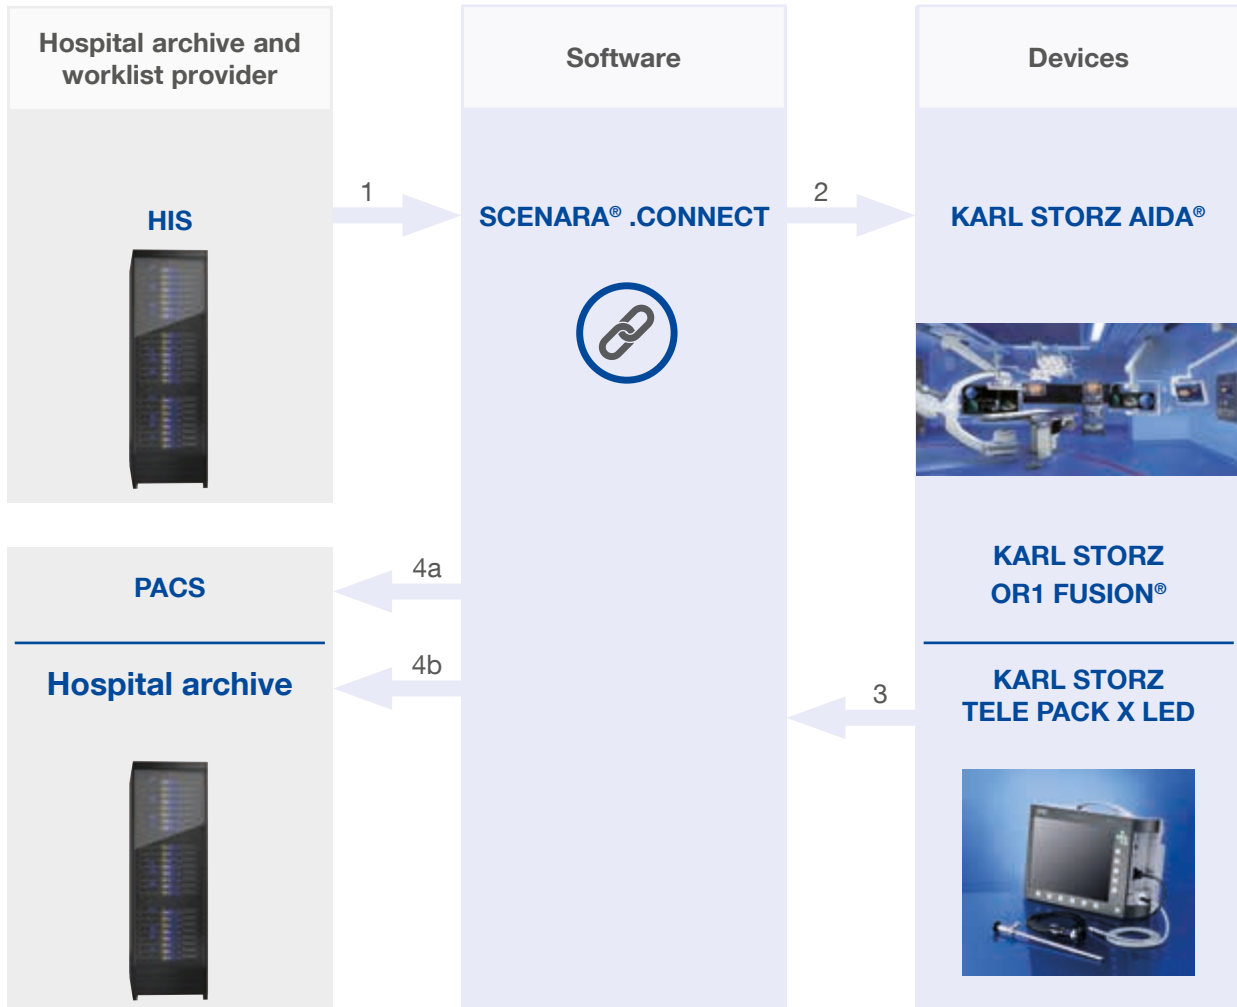 Hospital archive and
worklist provider
Software
Devices
1
2
HIS
SCENARA® .CONNECT
KARL STORZ AIDA®
4a
PACS
KARL STORZ
OR1 FUSION®
4b
Hospital archive
3
KARL STORZ
TELE PACK X LED